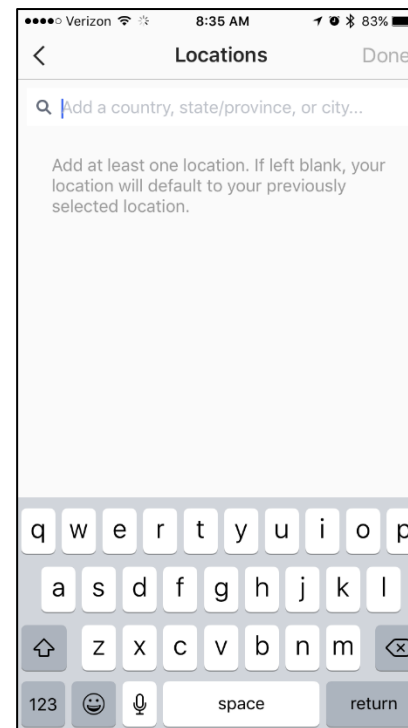 Verizon 8:35 AM 83%
Locations Done
Add a country, state/province, or city...
Add at least one location. If left blank, your
location will default to your previously
selected location.
q w e r t y u i o p
a s d f g h j k l
z x c v b n m
123 space return